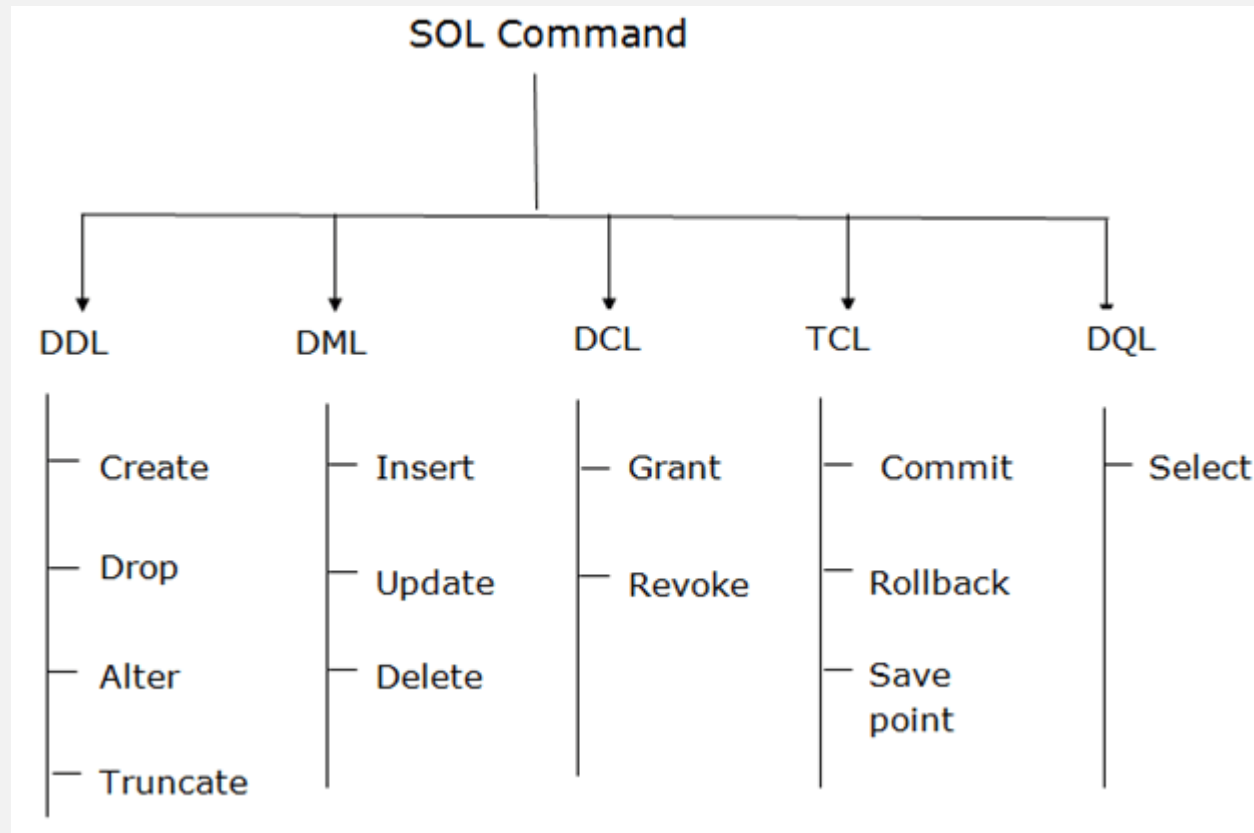 SOL Command
DDL
DML
DCL
TCL
DQL
Create
Drop
Alter
Truncate
Insert
Update
Delete
Grant
Revoke
Commit
Rollback
Save
point
Select